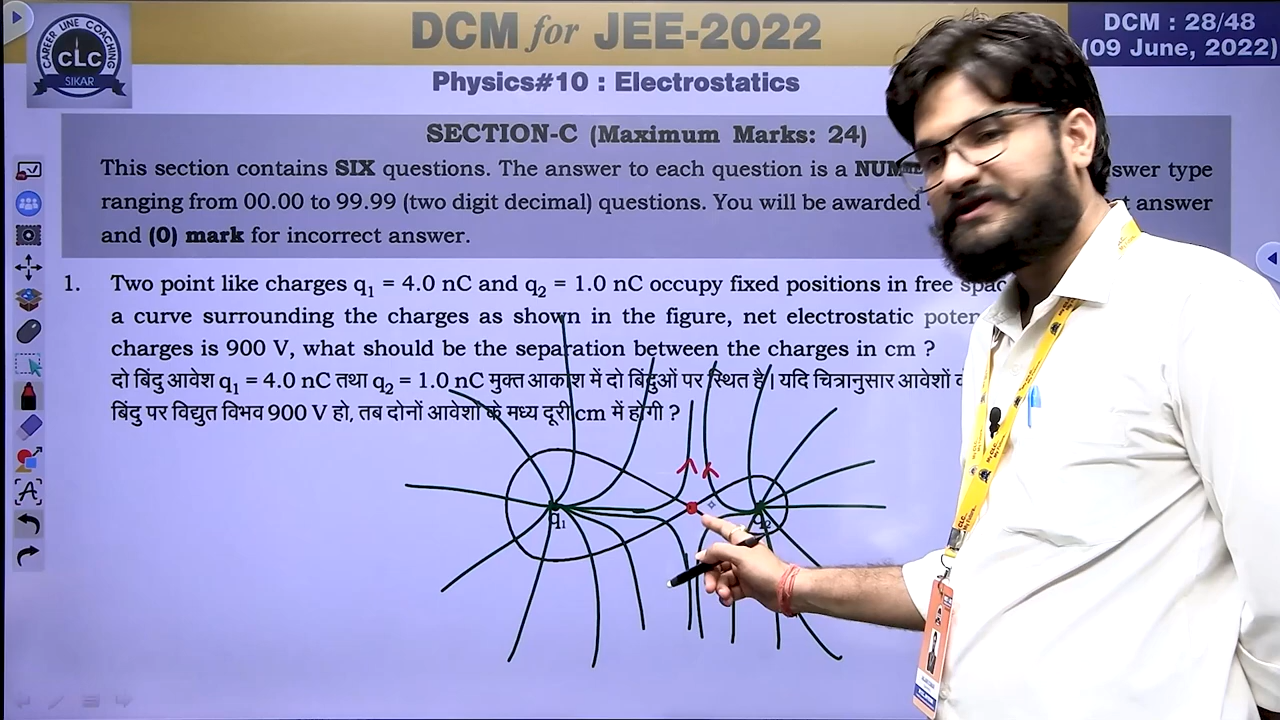 DCM for JEE-2022
DCM : 28/48
(09 June, 2022)
CAREER LINE COACHING
CLC
SIKAR
Physics#10 : Electrostatics
SECTION-C (Maximum Marks: 24)
This section contains SIX questions. The answer to each question is a
swer type
ranging from 00.00 to 99.99 (two digit decimal) questions. You will be awarded
answer
and (0) mark for incorrect answer.
1. Two point like charges q₁ = 4.0 nC and q₂ = 1.0 nC occupy fixed positions in free
a curve surrounding the charges as shown in the figure, net electrostatic
charges is 900 V, what should be the separation between the charges in cm ?
दो बिंदु आवेश q₁ = 4.0 nC तथा q₂ = 1.0 nC मुक्त आकाश में दो बिंदुओं पर स्थित है। यदि चित्रानुसार आवेशों
बिंदु पर विद्युत विभव 900 V हो, तब दोनों आवेशों के मध्य दूरी cm में होगी ?
q₁
q₂
A